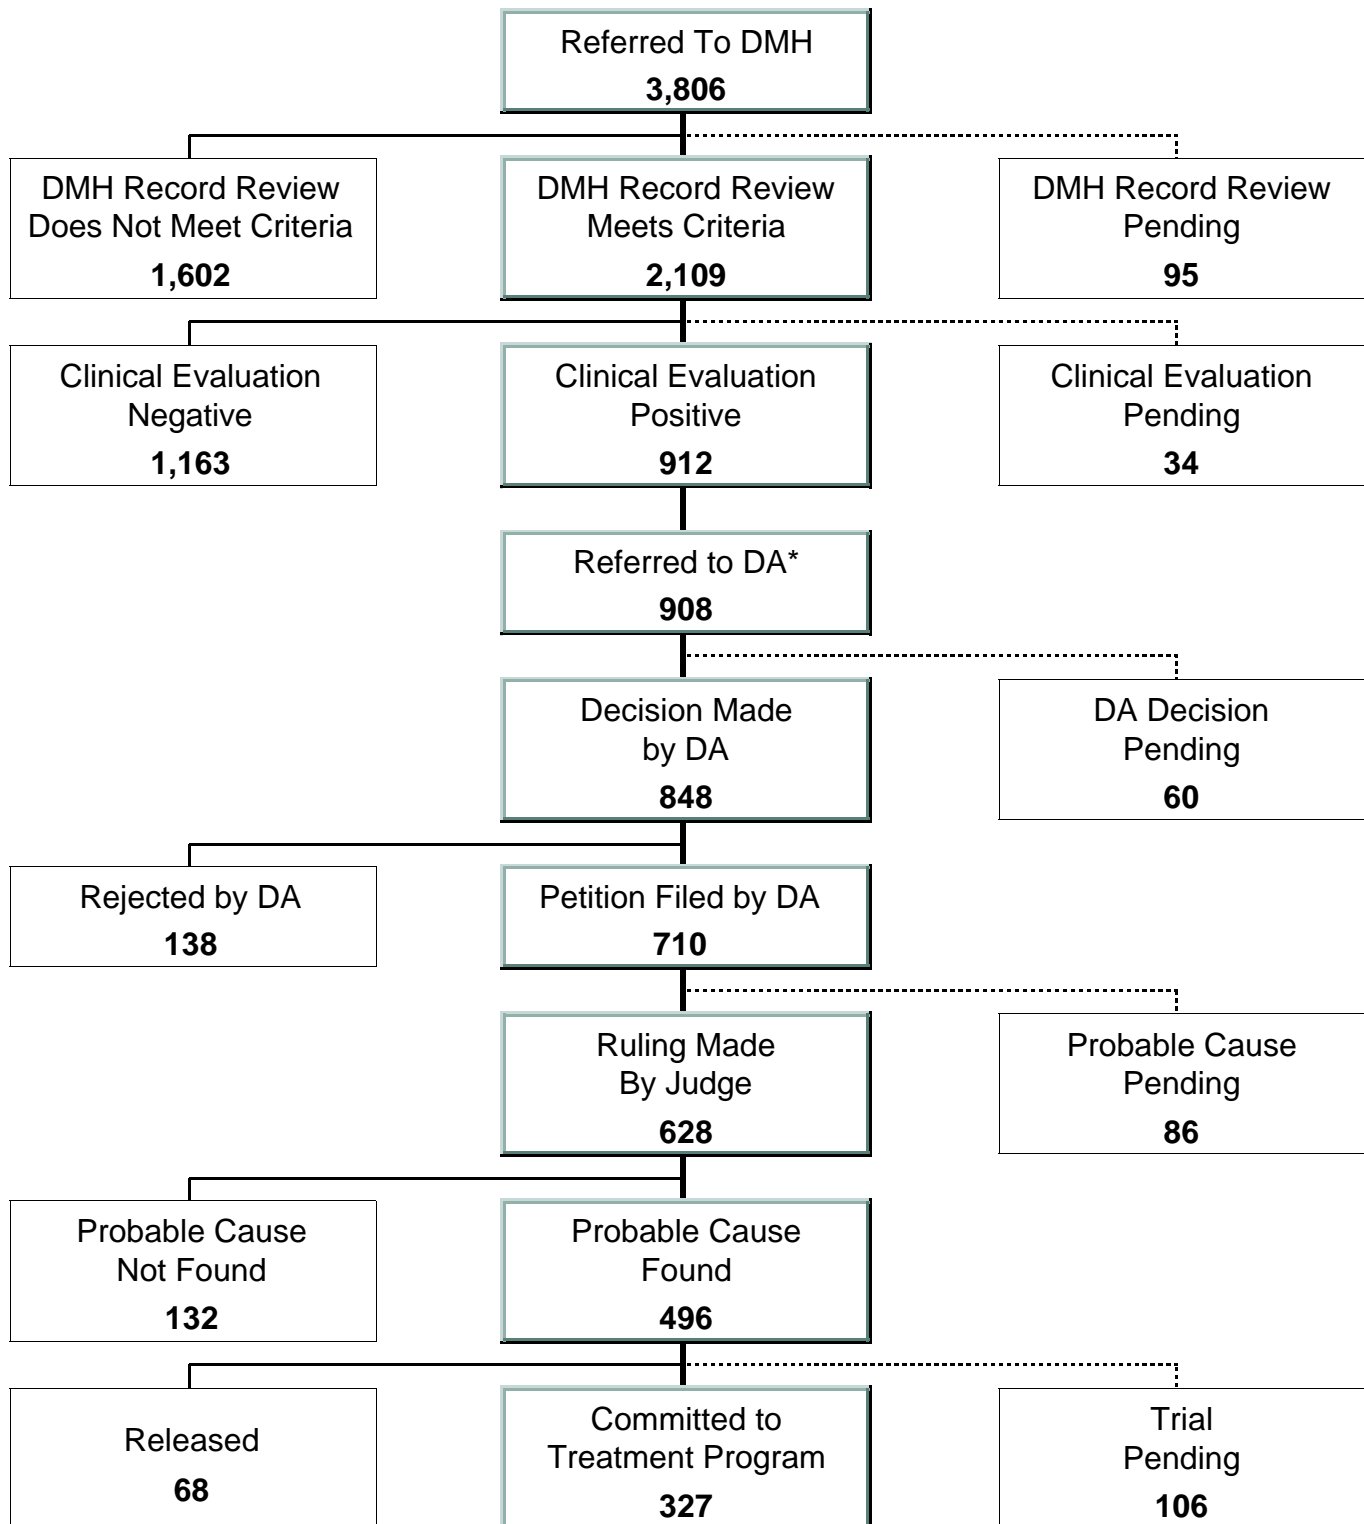 Referred To DMH
3,806
DMH Record Review
Does Not Meet Criteria
1,602
DMH Record Review
Meets Criteria
2,109
DMH Record Review
Pending
95
Clinical Evaluation
Negative
1,163
Clinical Evaluation
Positive
912
Clinical Evaluation
Pending
34
Referred to DA*
908
Decision Made
by DA
848
DA Decision
Pending
60
Rejected by DA
138
Petition Filed by DA
710
Ruling Made
By Judge
628
Probable Cause
Pending
86
Probable Cause
Not Found
132
Probable Cause
Found
496
Released
68
Committed to
Treatment Program
327
Trial
Pending
106